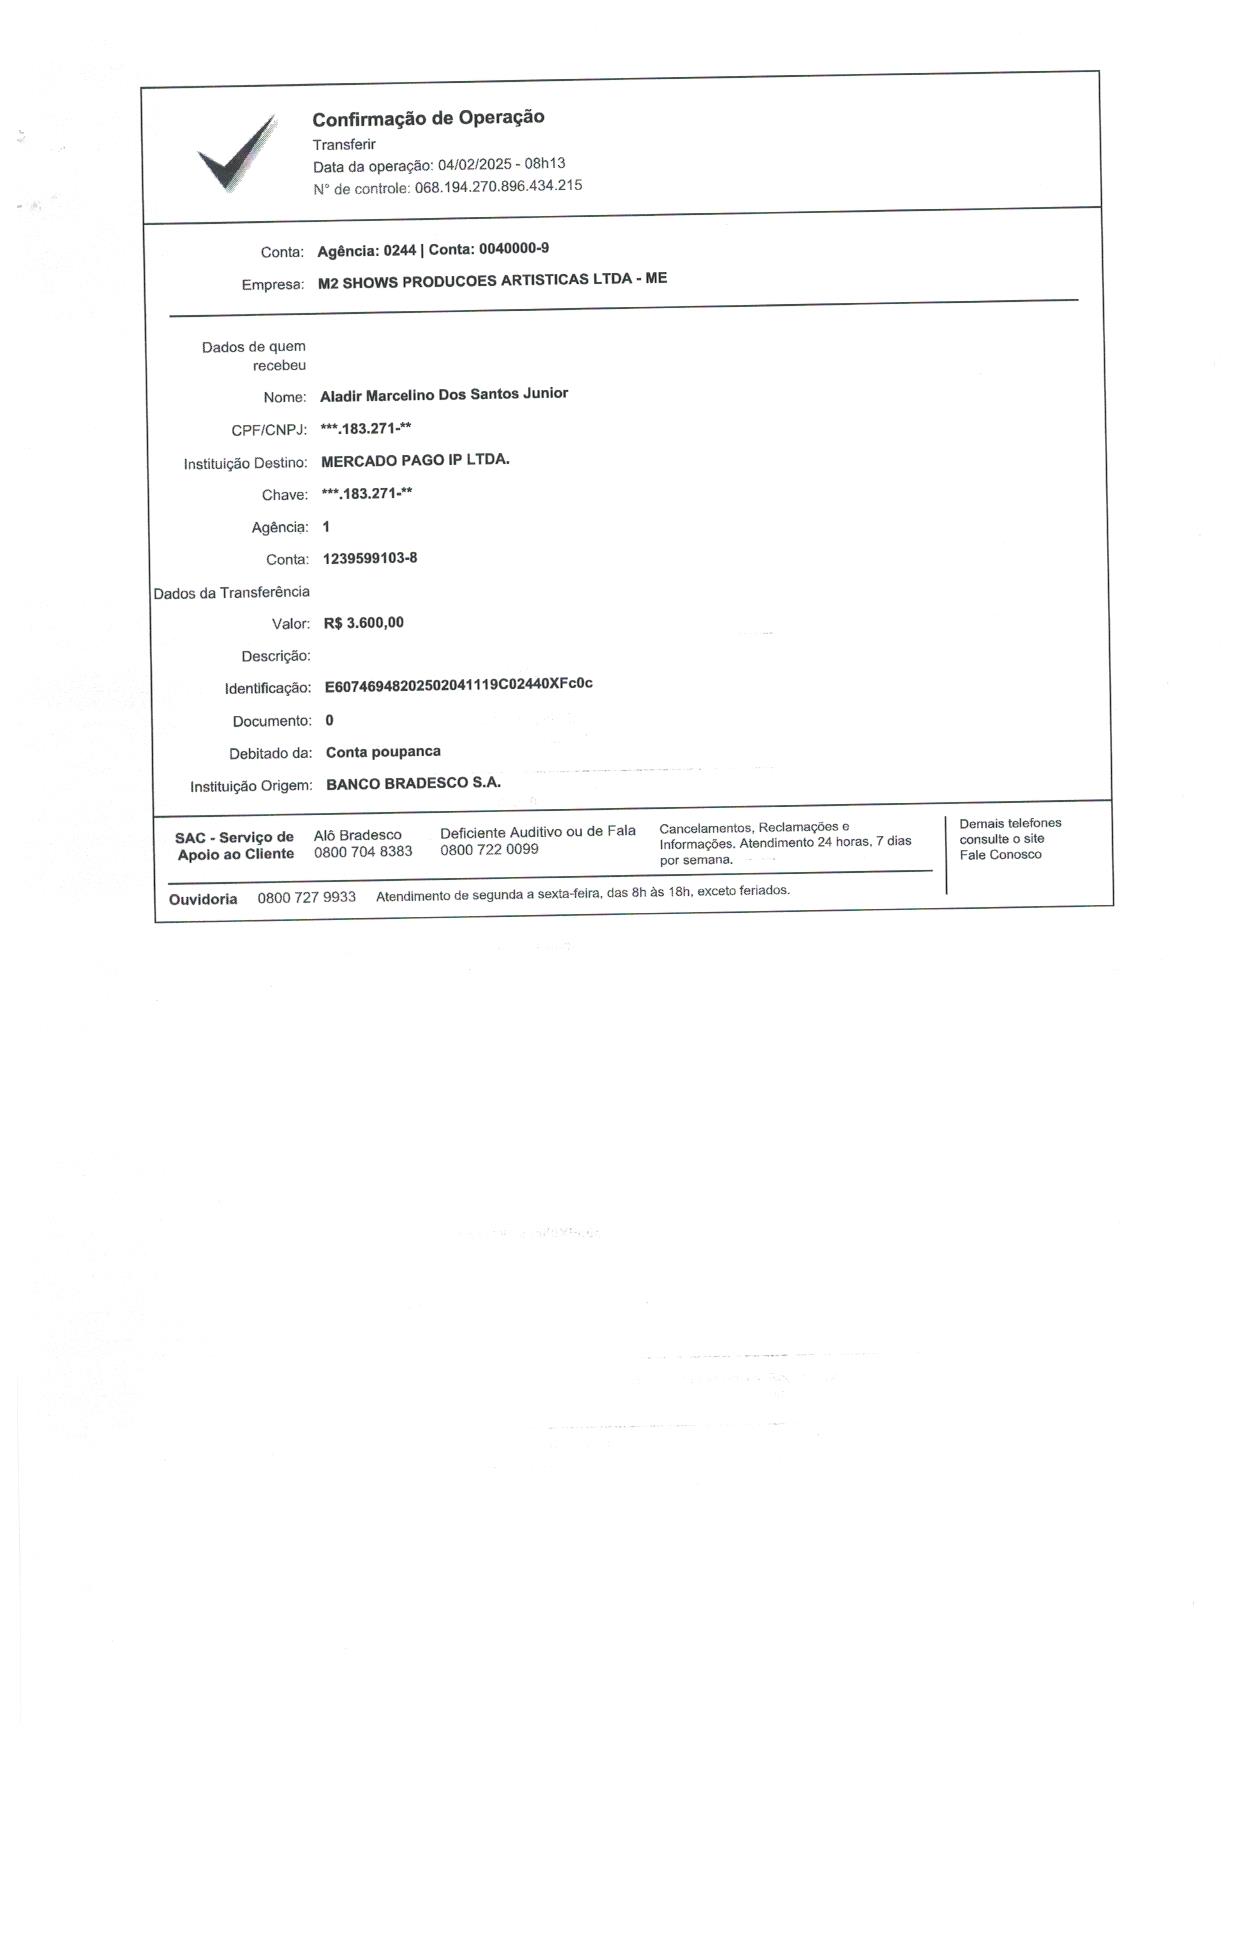 Confirmação de Operação
Transferir
Data da operação: 04/02/2025 - 08h13
N° de controle: 068.194.270.896.434.215
Conta: Agência: 0244 | Conta: 0040000-9
Empresa: M2 SHOWS PRODUCOES ARTISTICAS LTDA - ME
Dados de quem
recebeu
Nome: Aladir Marcelino Dos Santos Junior
CPF/CNPJ: ***.183.271-**
Instituição Destino: MERCADO PAGO IP LTDA.
Chave: ***.183.271-**
Agência: 1
Conta: 1239599103-8
Dados da Transferência
Valor: R$ 3.600,00
Descrição:
Identificação: E60746948202502041119C02440XFc0c
Documento: 0
Debitado da: Conta poupanca
Instituição Origem: BANCO BRADESCO S.A.
SAC - Serviço de
Apoio ao Cliente
Alô Bradesco
0800 704 8383
Deficiente Auditivo ou de Fala
0800 722 0099
Cancelamentos, Reclamações e
Informações. Atendimento 24 horas, 7 dias
por semana.
Demais telefones
consulte o site
Fale Conosco
Ouvidoria 0800 727 9933 Atendimento de segunda a sexta-feira, das 8h às 18h, exceto feriados.